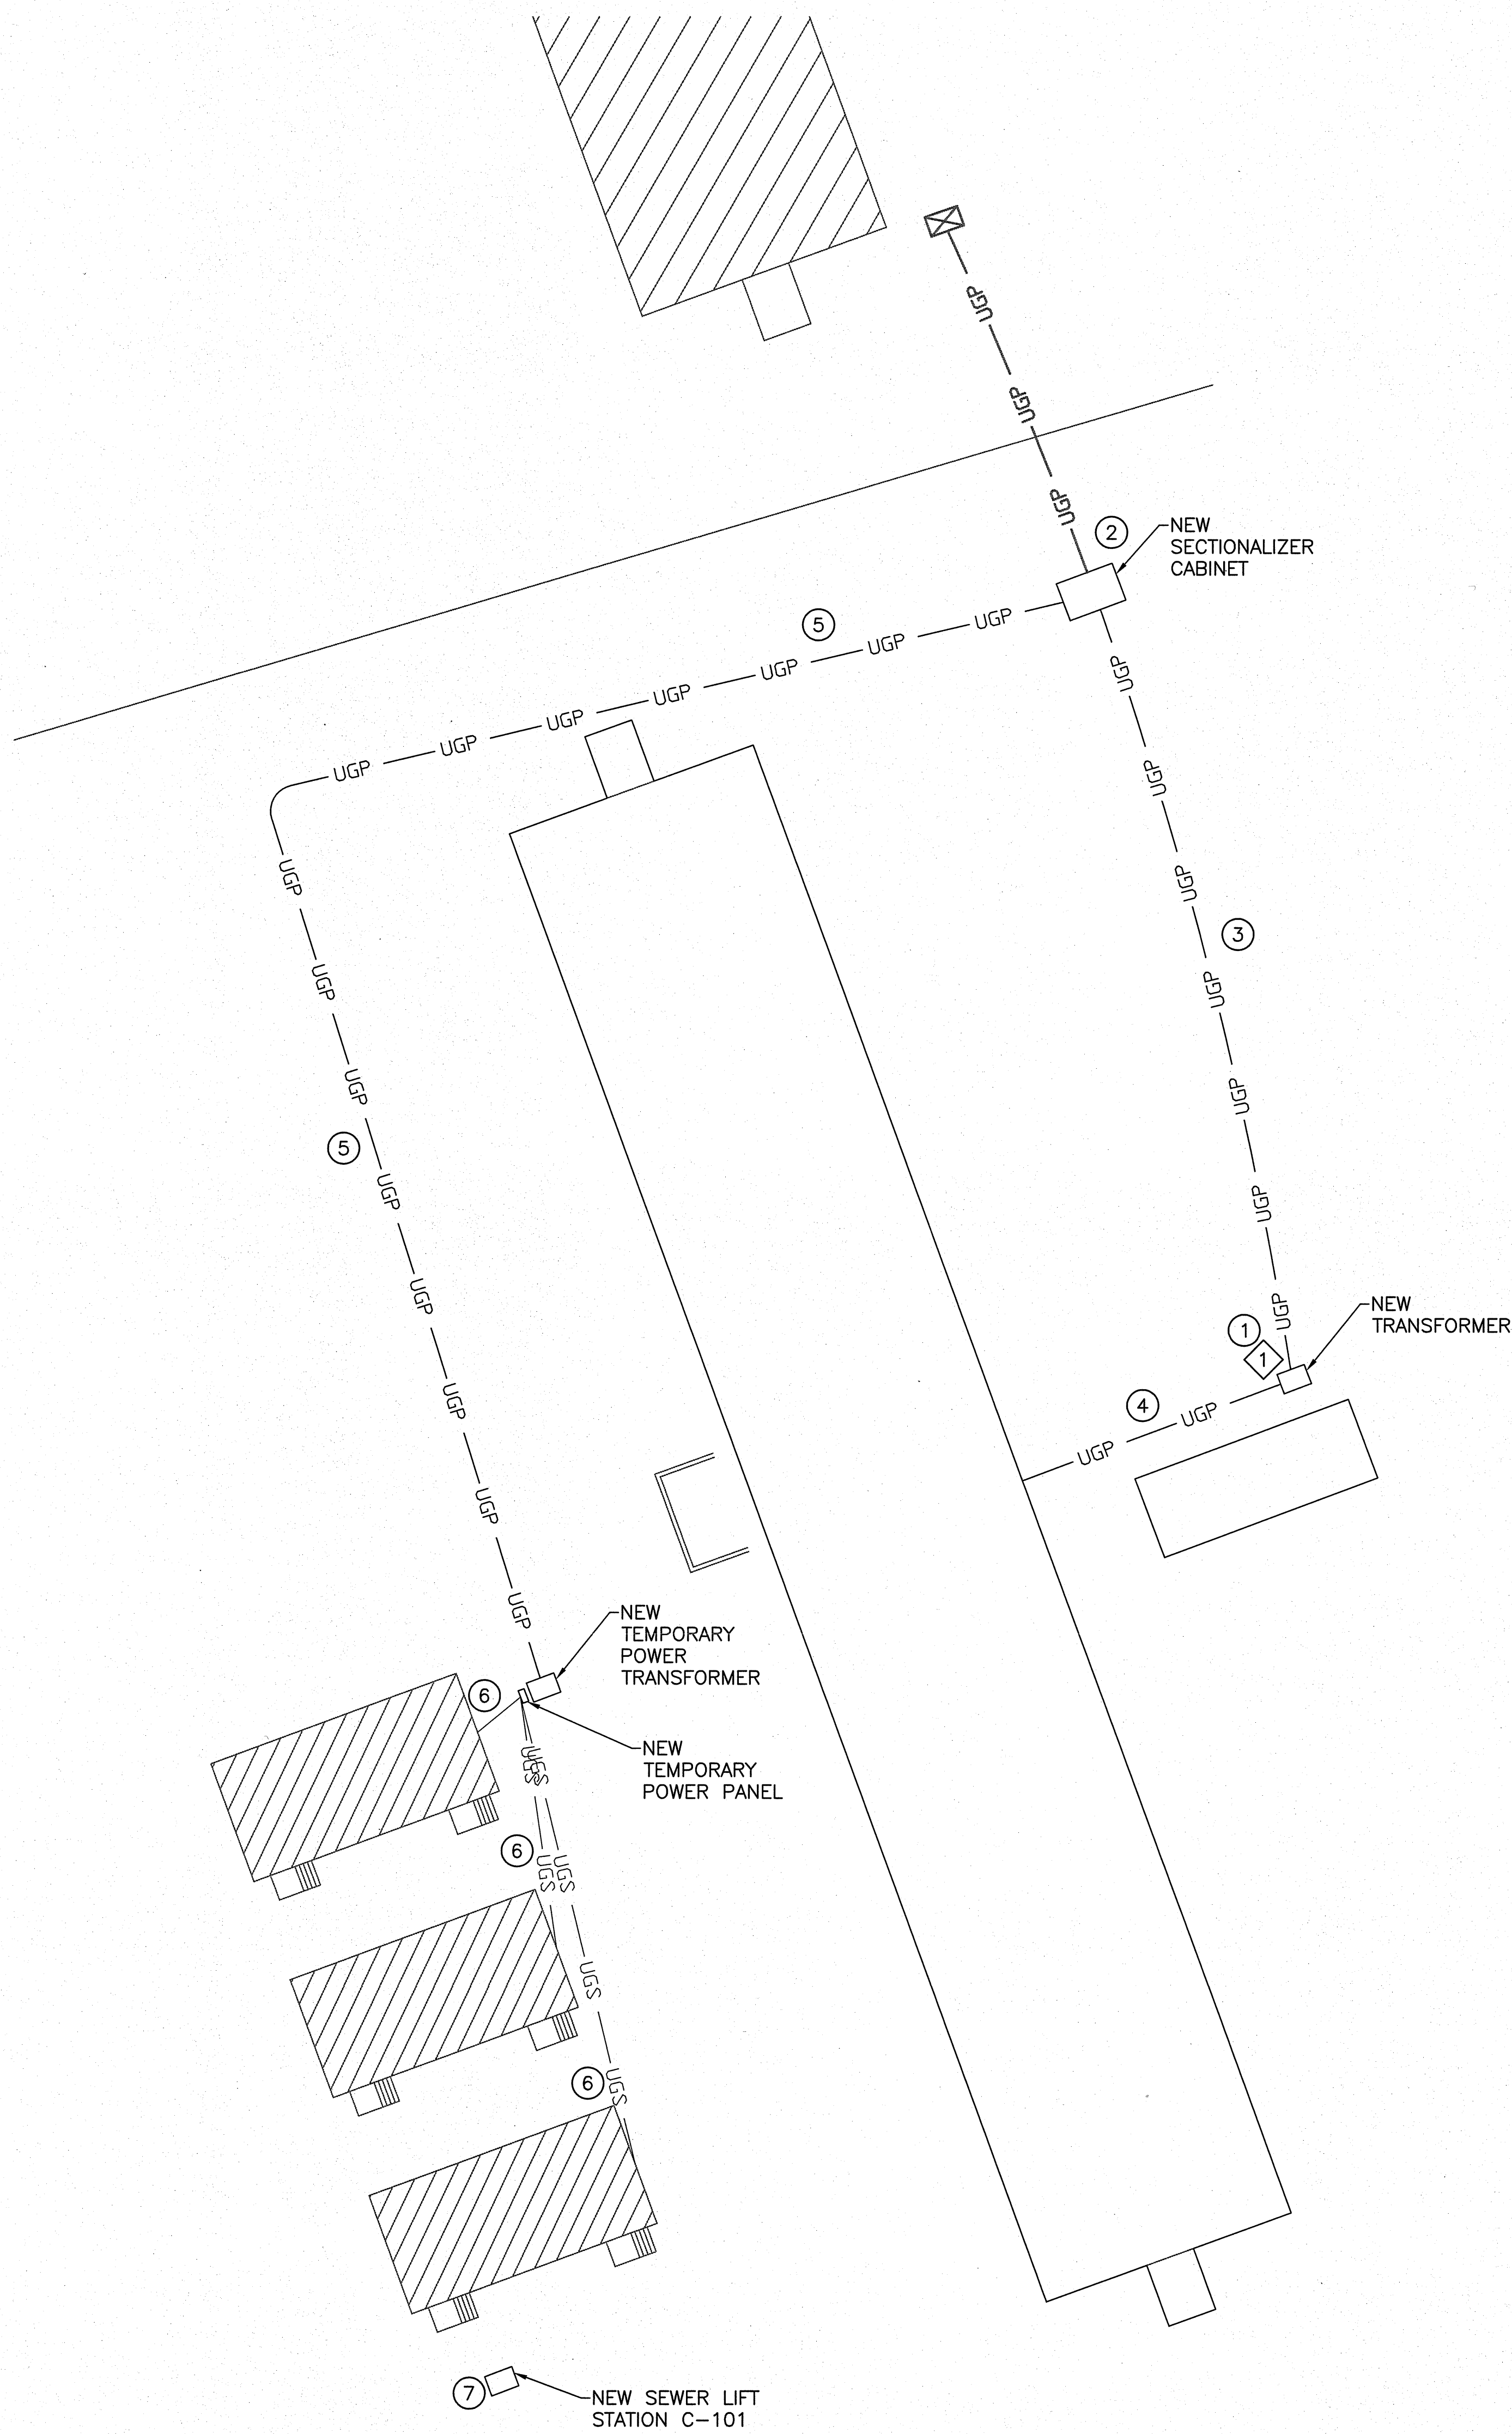 UGP
UGP
UGP
2
NEW
SECTIONALIZER
CABINET
5
UGP
UGP
UGP
UGP
UGP
UGP
UGP
UGP
UGP
UGP
UGP
UGP
UGP
UGP
3
5
UGP
UGP
UGP
UGP
UGP
UGP
UGP
UGP
1
1
NEW
TRANSFORMER
4
UGP
UGP
NEW
TEMPORARY
POWER
TRANSFORMER
6
NEW
TEMPORARY
POWER PANEL
UGS
UGS
6
UGS
UGS
UGS
6
UGS
7
NEW SEWER LIFT
STATION C-101